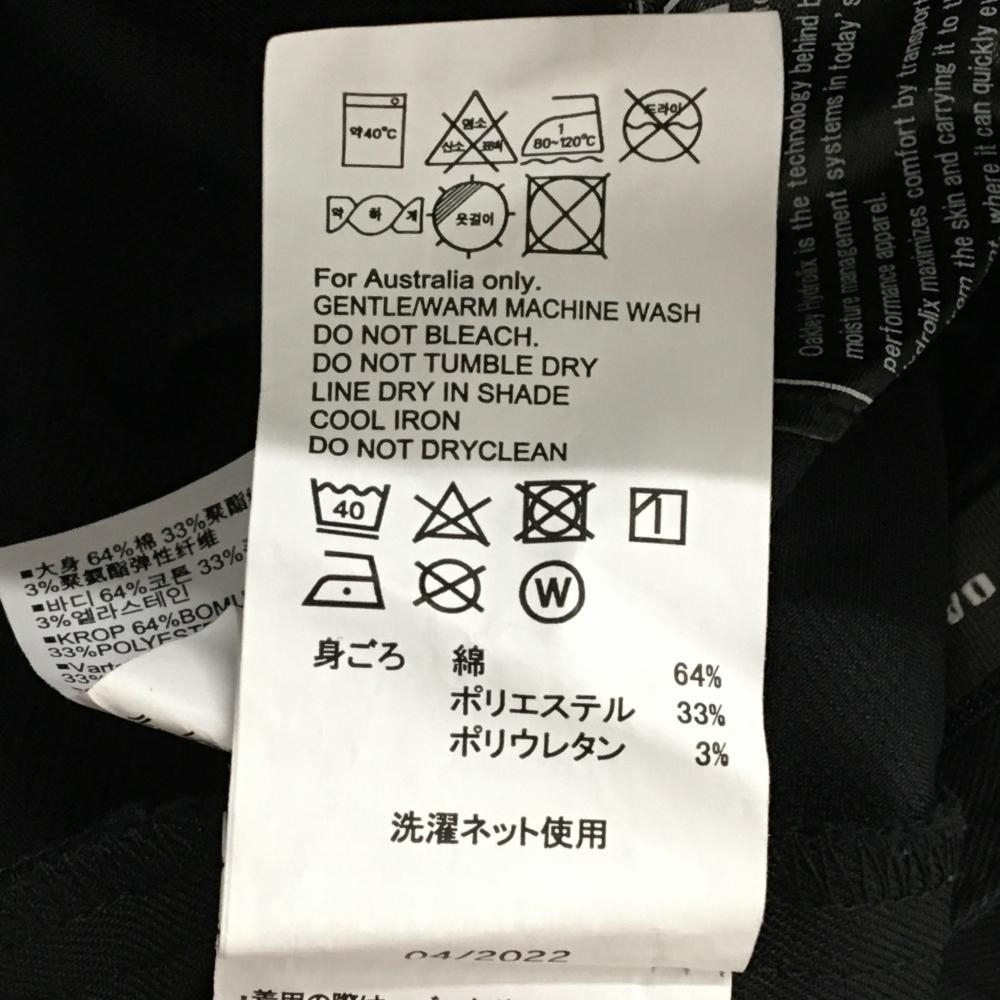 약40℃
염소
산소 표백
1
80~120℃
드라이
약 하 게
옷걸이
For Australia only.
GENTLE/WARM MACHINE WASH
DO NOT BLEACH.
DO NOT TUMBLE DRY
LINE DRY IN SHADE
COOL IRON
DO NOT DRYCLEAN
40
W
身ごろ 綿 64%
ポリエステル 33%
ポリウレタン 3%
洗濯ネット使用
04/2022
■大身 64%棉 33%聚酯
3%聚氨酯弹性纤维
■바디 64%코튼 33%
3%엘라스테인
■KROP 64%BOMU
33%POLYEST
■Vart
33%
Oakley Hydrolix is the technology behind
moisture management systems in today's
performance apparel.
maximizes comfort by transport
from the skin and carrying it to
where it can quickly